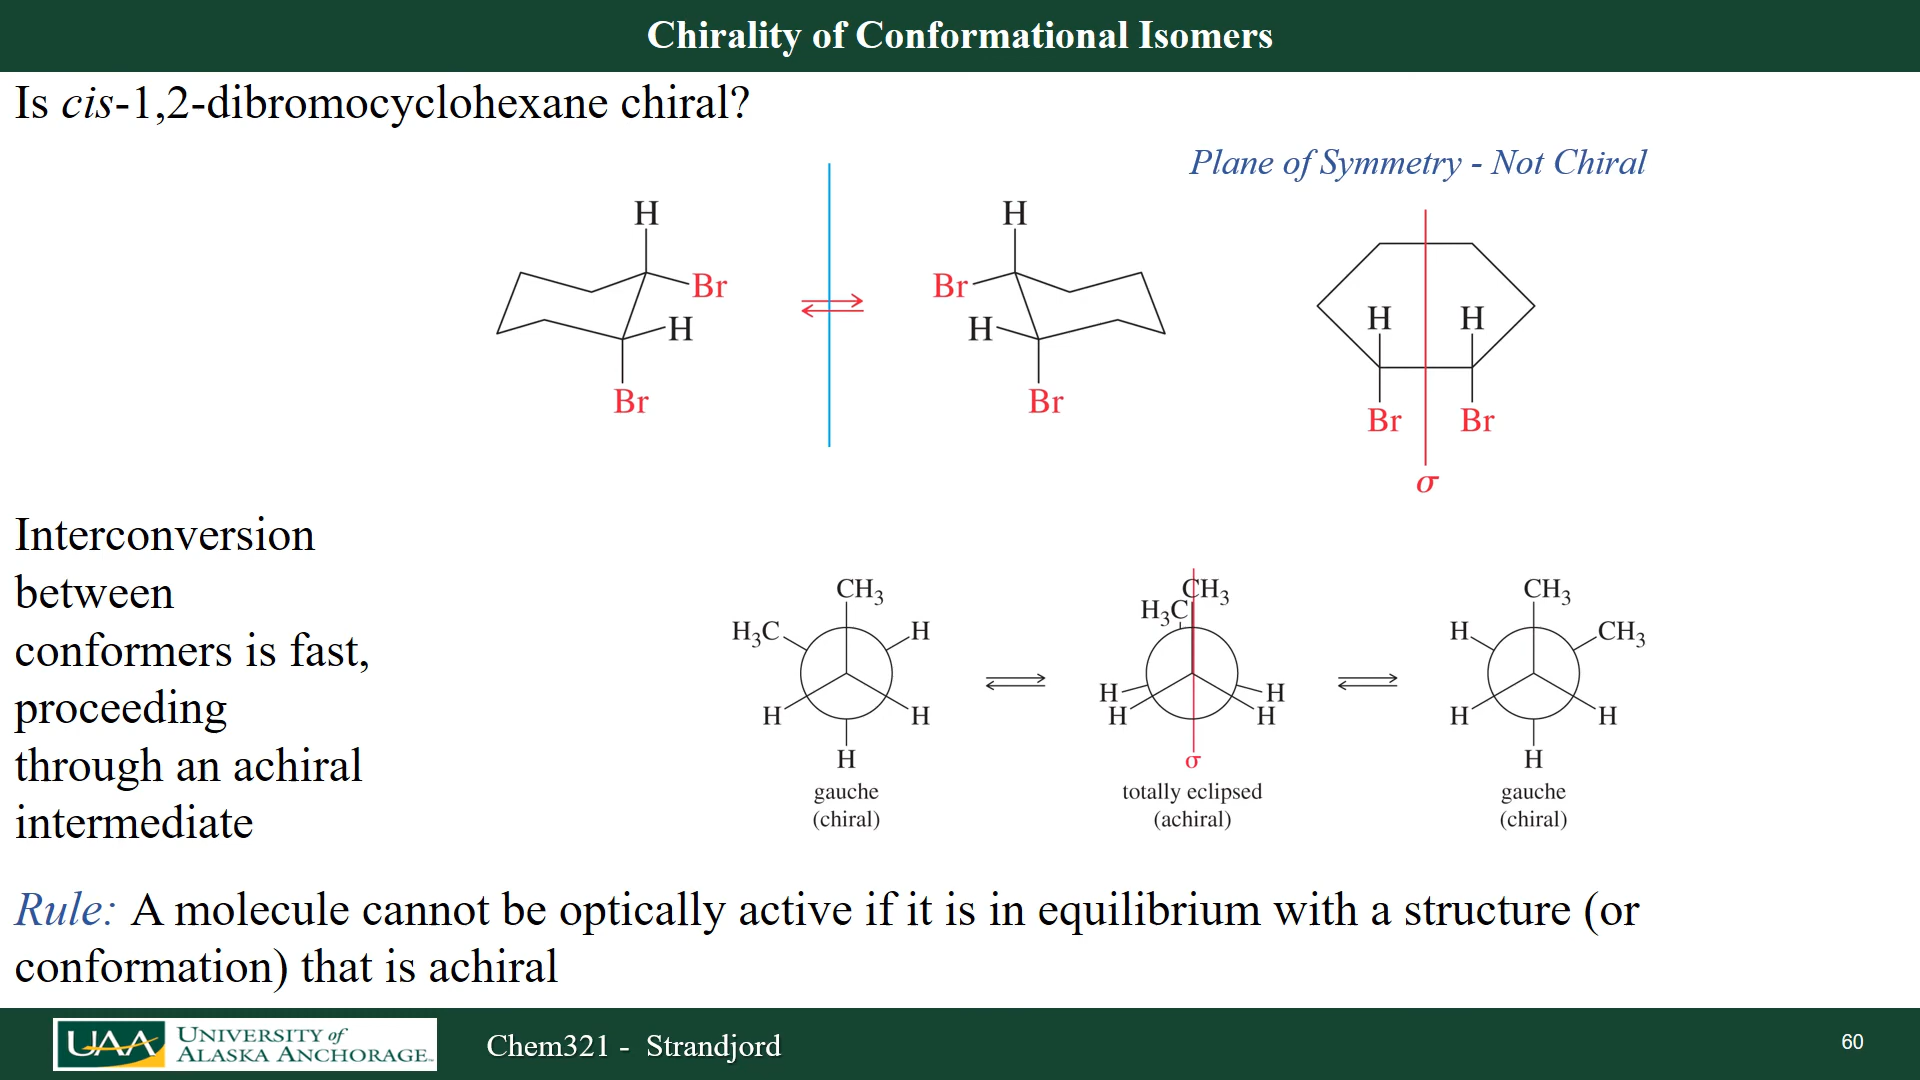 Chirality of Conformational Isomers
Is cis-1,2-dibromocyclohexane chiral?
Plane of Symmetry - Not Chiral
H
Br
H
Br
H
Br
H
Br
H H
Br Br
σ
Interconversion
between
conformers is fast,
proceeding
through an achiral
intermediate
CH₃
H₃C
H
H
H
H
gauche
(chiral)
CH₃
H₃C
H
H
H
H
σ
totally eclipsed
(achiral)
CH₃
H
CH₃
H
H
H
gauche
(chiral)
Rule: A molecule cannot be optically active if it is in equilibrium with a structure (or
conformation) that is achiral
UAA
UNIVERSITY of
ALASKA ANCHORAGE
Chem321 - Strandjord
60